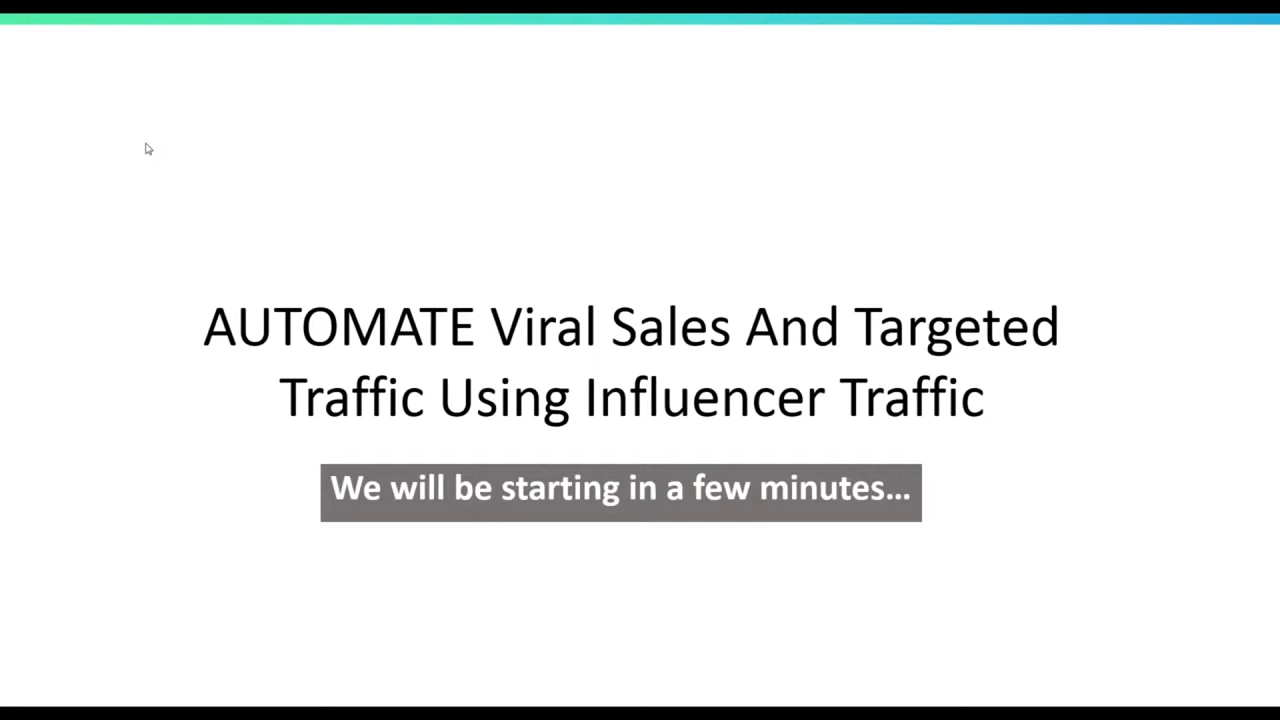 AUTOMATE Viral Sales And Targeted
Traffic Using Influencer Traffic
We will be starting in a few minutes...